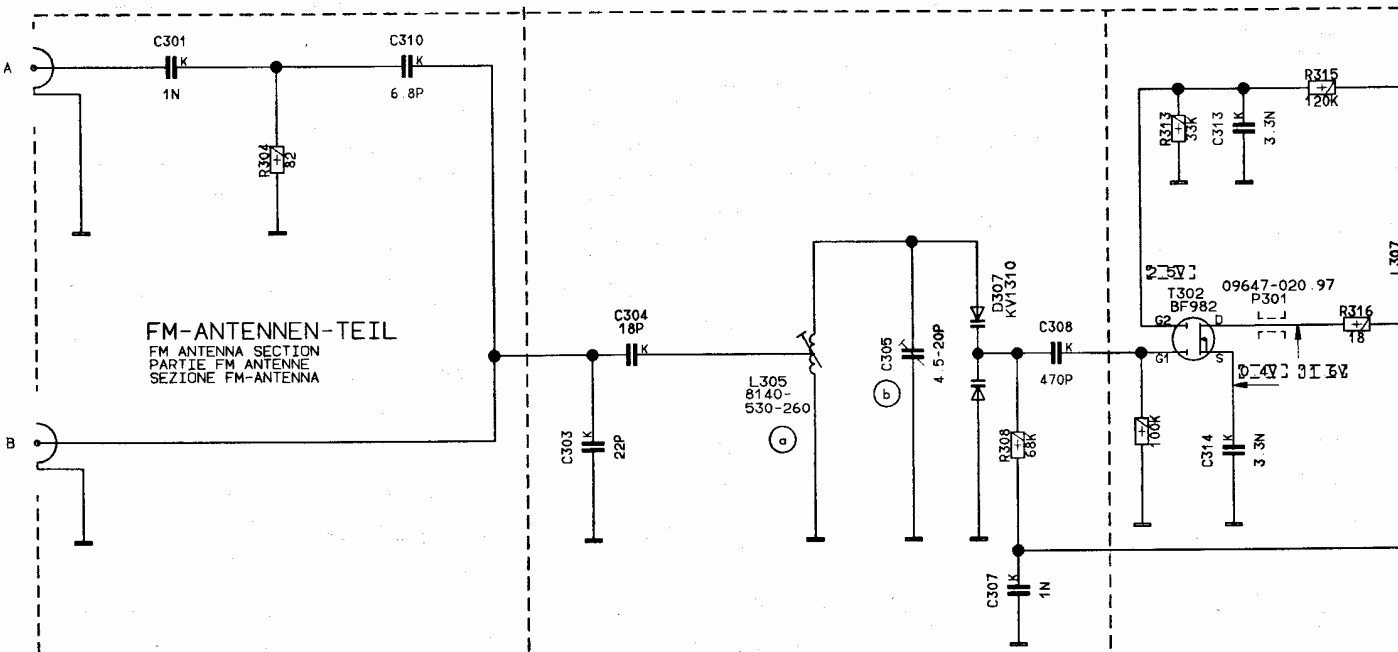 A
C301
K
1N
C310
K
6.8P
R304
82
FM-ANTENNEN-TEIL
FM ANTENNA SECTION
PARTIE FM ANTENNE
SEZIONE FM-ANTENNA
B
C304
18P
K
C303
K
22P
L305
8140-
530-260
a
C305
4.5-20P
b
D307
KV1310
C308
K
470P
R308
68K
C307
K
1N
R315
120K
R313
33K
C313
K
3.3N
2.5V
T302
BF982
G2
D
G1
S
09647-020.97
P301
R316
18
L307
100K
C314
K
3.3N